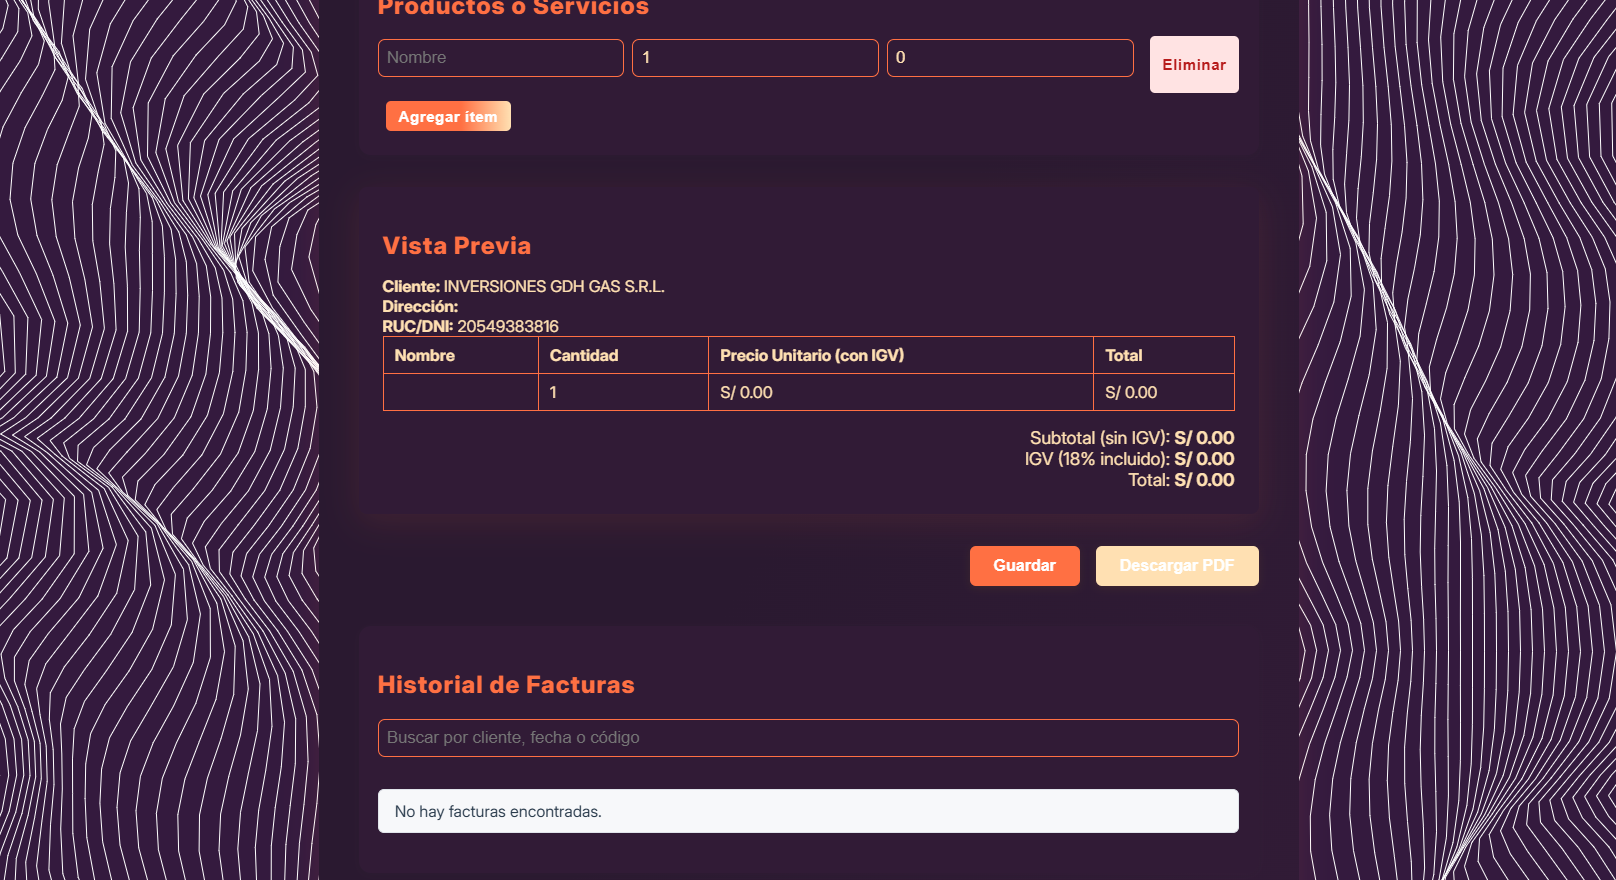 Productos o Servicios
Nombre 1 0 Eliminar
Agregar ítem
Vista Previa
Cliente: INVERSIONES GDH GAS S.R.L.
Dirección:
RUC/DNI: 20549383816
Nombre Cantidad Precio Unitario (con IGV) Total
1 S/ 0.00 S/ 0.00
Subtotal (sin IGV): S/ 0.00
IGV (18% incluido): S/ 0.00
Total: S/ 0.00
Guardar Descargar PDF
Historial de Facturas
Buscar por cliente, fecha o código
No hay facturas encontradas.